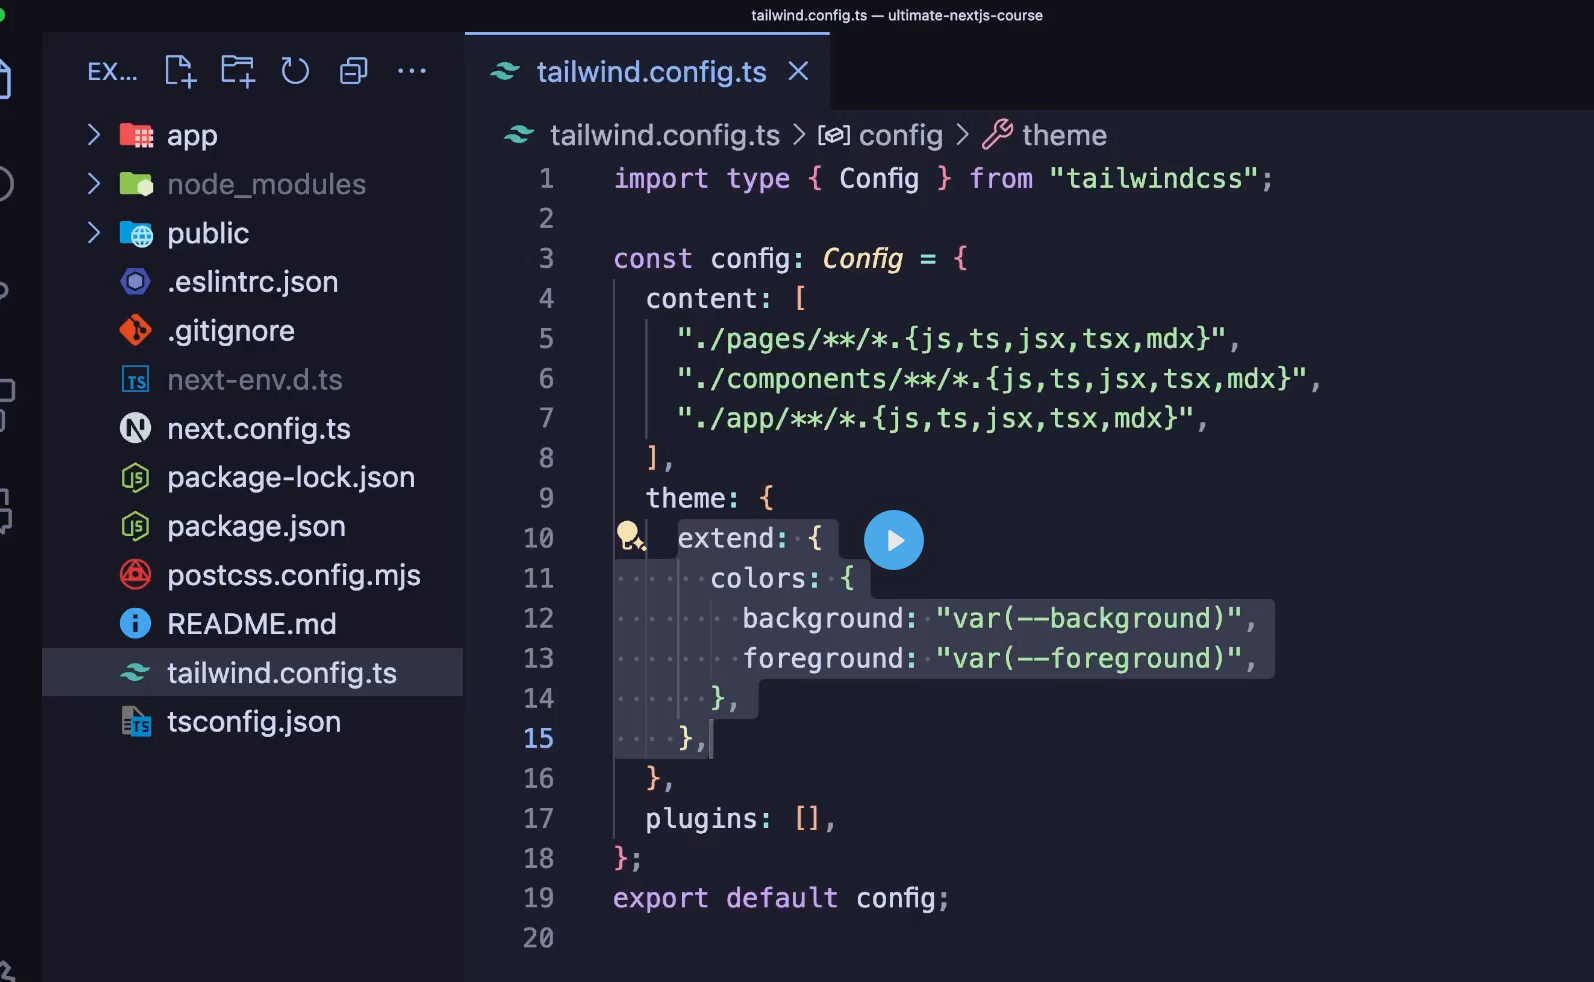 tailwind.config.ts — ultimate-nextjs-course
EX...
tailwind.config.ts
app
node_modules
public
.eslintrc.json
.gitignore
next-env.d.ts
next.config.ts
package-lock.json
package.json
postcss.config.mjs
README.md
tailwind.config.ts
tsconfig.json
tailwind.config.ts > config > theme
1 import type { Config } from "tailwindcss";
2
3 const config: Config = {
4 content: [
5 "./pages/**/*.{js,ts,jsx,tsx,mdx}",
6 "./components/**/*.{js,ts,jsx,tsx,mdx}",
7 "./app/**/*.{js,ts,jsx,tsx,mdx}",
8 ],
9 theme: {
10 extend: {
11 colors: {
12 background: "var(--background)",
13 foreground: "var(--foreground)",
14 },
15 },
16 },
17 plugins: [],
18 };
19 export default config;
20